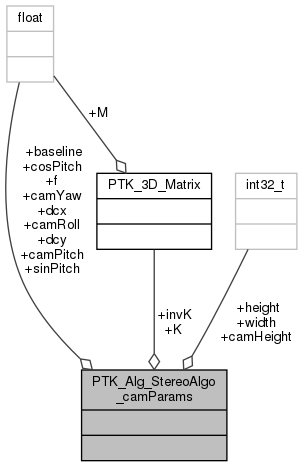 float
+M
+baseline
+cosPitch
+f
+camYaw
+dcx
+camRoll
+dcy
+camPitch
+sinPitch
PTK_3D_Matrix
int32_t
+invK
+K
+height
+width
+camHeight
PTK_Alg_StereoAlgo
_camParams